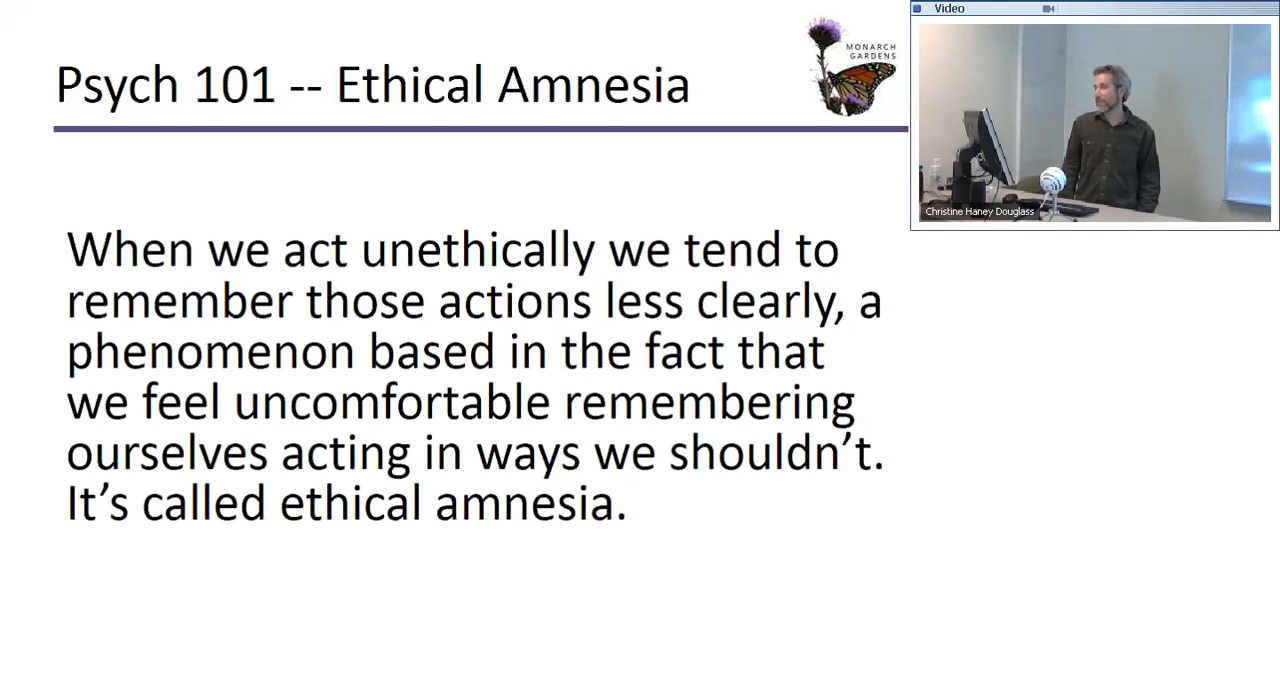 Psych 101 -- Ethical Amnesia
MONARCH
GARDENS
Video
Christine Haney Douglass
When we act unethically we tend to
remember those actions less clearly, a
phenomenon based in the fact that
we feel uncomfortable remembering
ourselves acting in ways we shouldn’t.
It’s called ethical amnesia.